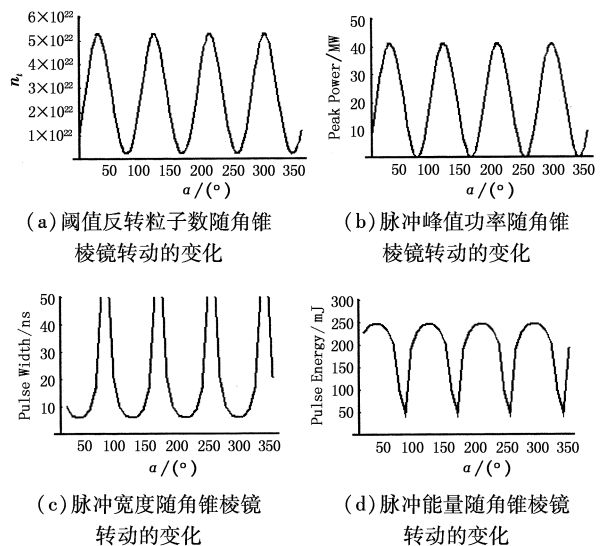 6×10²²
5×10²²
4×10²²
3×10²²
2×10²²
1×10²²
nₜ
50 100 150 200 250 300 350
α/(°)
(a)阈值反转粒子数随角锥
棱镜转动的变化
50
40
30
20
10
Peak Power/MW
50 100 150 200 250 300 350
α/(°)
(b)脉冲峰值功率随角锥
棱镜转动的变化
50
40
30
20
10
Pulse Width/ns
50 100 150 200 250 300 350
α/(°)
(c)脉冲宽度随角锥棱镜
转动的变化
300
250
200
150
100
50
Pulse Energy/mJ
50 100 150 200 250 300 350
α/(°)
(d)脉冲能量随角锥棱镜
转动的变化